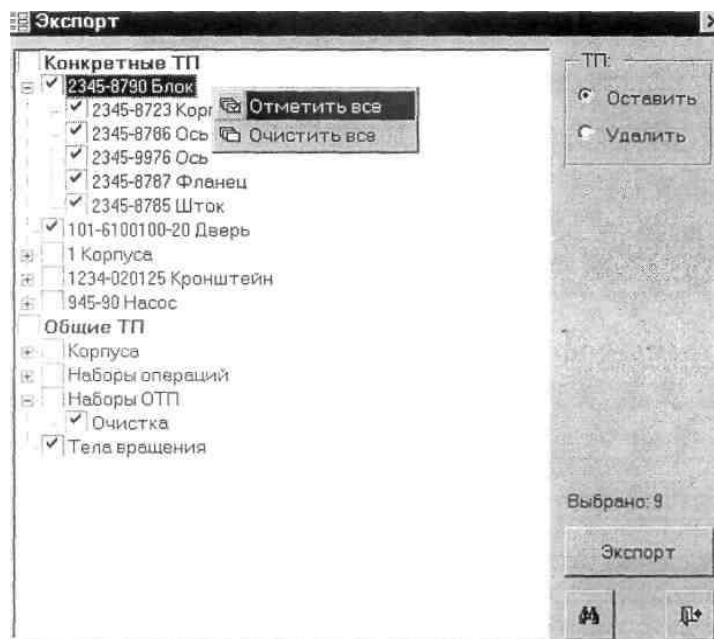 Экспорт
Конкретные ТП
2345-8790 Блок
2345-8723 Корп
2345-8786 Ось
2345-9976 Ось
2345-8787 Фланец
2345-8785 Шток
101-6100100-20 Дверь
1 Корпуса
1234-020125 Кронштейн
945-90 Насос
Общие ТП
Корпуса
Наборы операций
Наборы ОТП
Очистка
Тела вращения
Отметить все
Очистить все
ТП:
Оставить
Удалить
Выбрано: 9
Экспорт